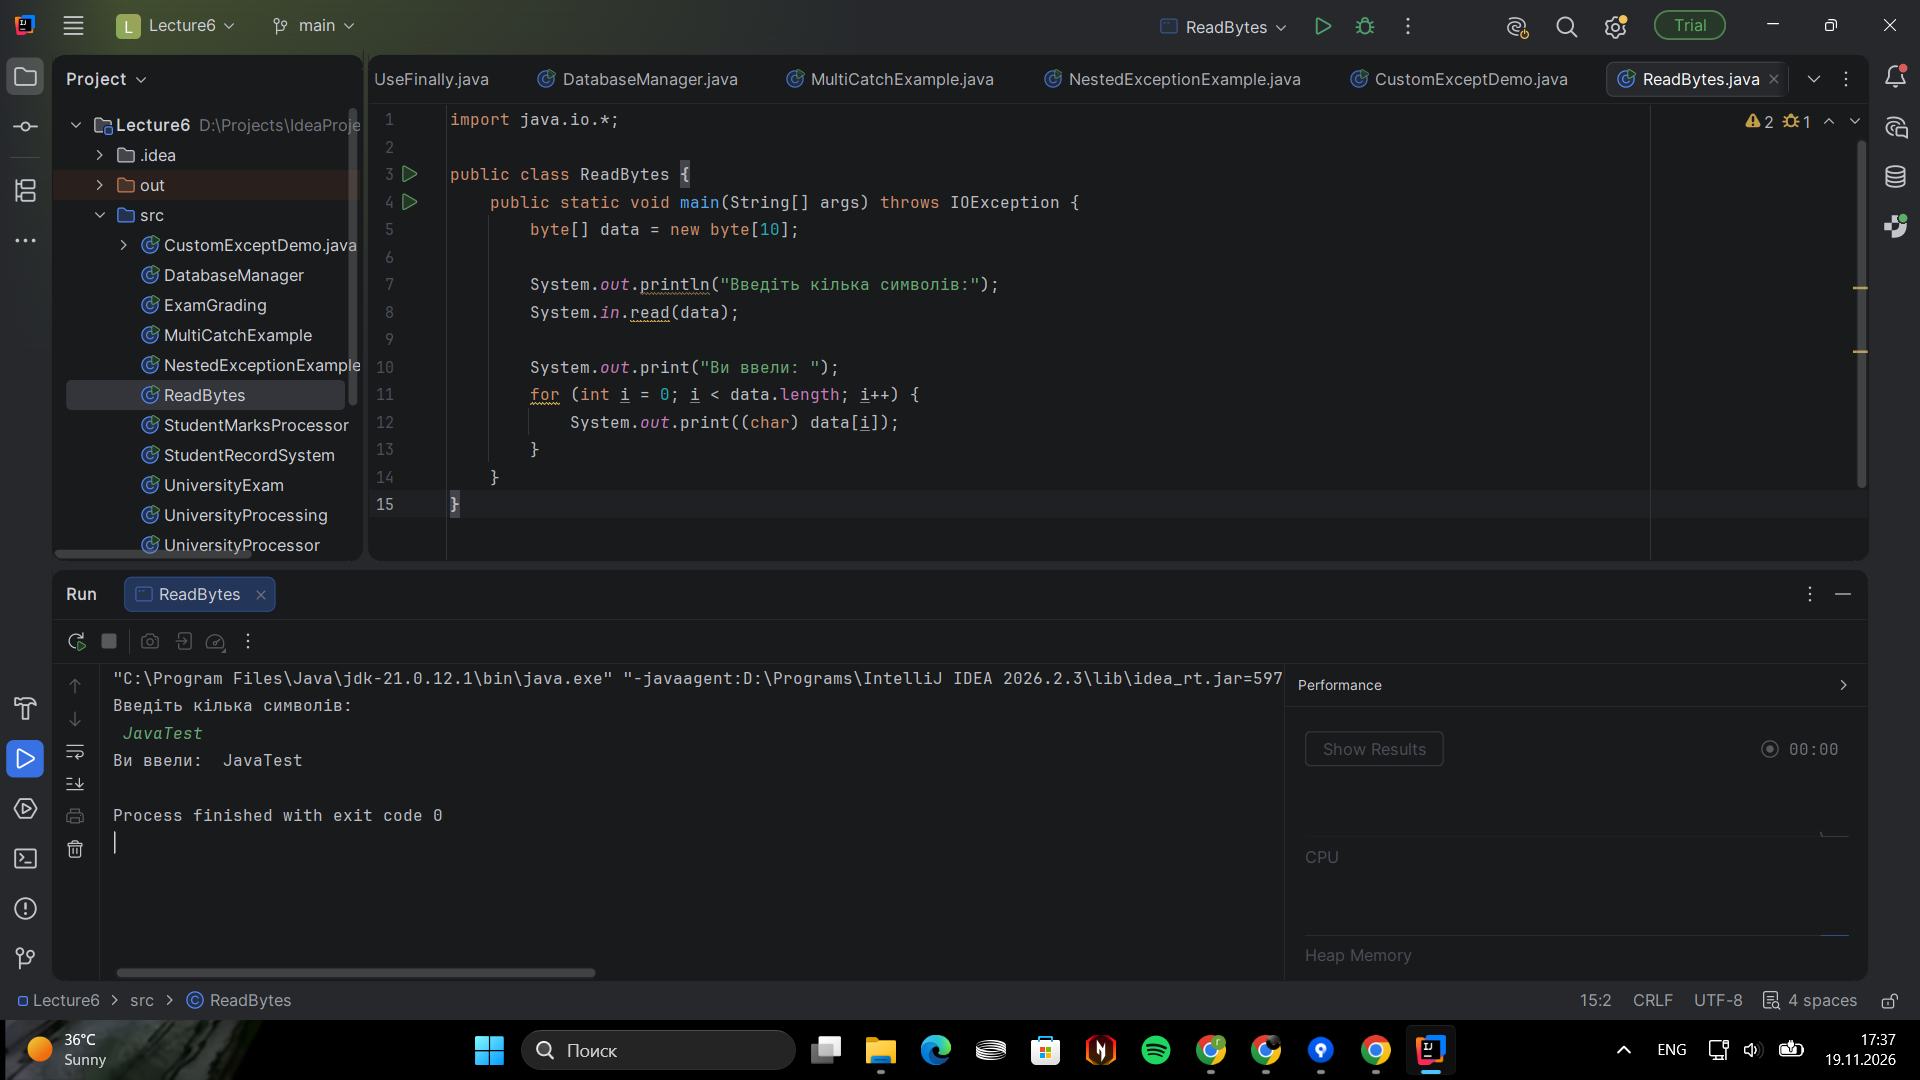 L Lecture6 main ReadBytes Trial
Project
UseFinally.java DatabaseManager.java MultiCatchExample.java NestedExceptionExample.java CustomExceptDemo.java ReadBytes.java
Lecture6 D:\Projects\IdeaProje
.idea
out
src
CustomExceptDemo.java
DatabaseManager
ExamGrading
MultiCatchExample
NestedExceptionExample
ReadBytes
StudentMarksProcessor
StudentRecordSystem
UniversityExam
UniversityProcessing
UniversityProcessor
2 1
1 import java.io.*;
2
3 public class ReadBytes {
4 public static void main(String[] args) throws IOException {
5 byte[] data = new byte[10];
6
7 System.out.println("Введіть кілька символів:");
8 System.in.read(data);
9
10 System.out.print("Ви ввели: ");
11 for (int i = 0; i < data.length; i++) {
12 System.out.print((char) data[i]);
13 }
14 }
15 }
Run ReadBytes
"C:\Program Files\Java\jdk-21.0.12.1\bin\java.exe" "-javaagent:D:\Programs\IntelliJ IDEA 2026.2.3\lib\idea_rt.jar=597
Введіть кілька символів:
JavaTest
Ви ввели:  JavaTest
Process finished with exit code 0
Performance
Show Results 00:00
CPU
Heap Memory
Lecture6 src ReadBytes 15:2 CRLF UTF-8 4 spaces
36°C
Sunny
Поиск
ENG
17:37
19.11.2026